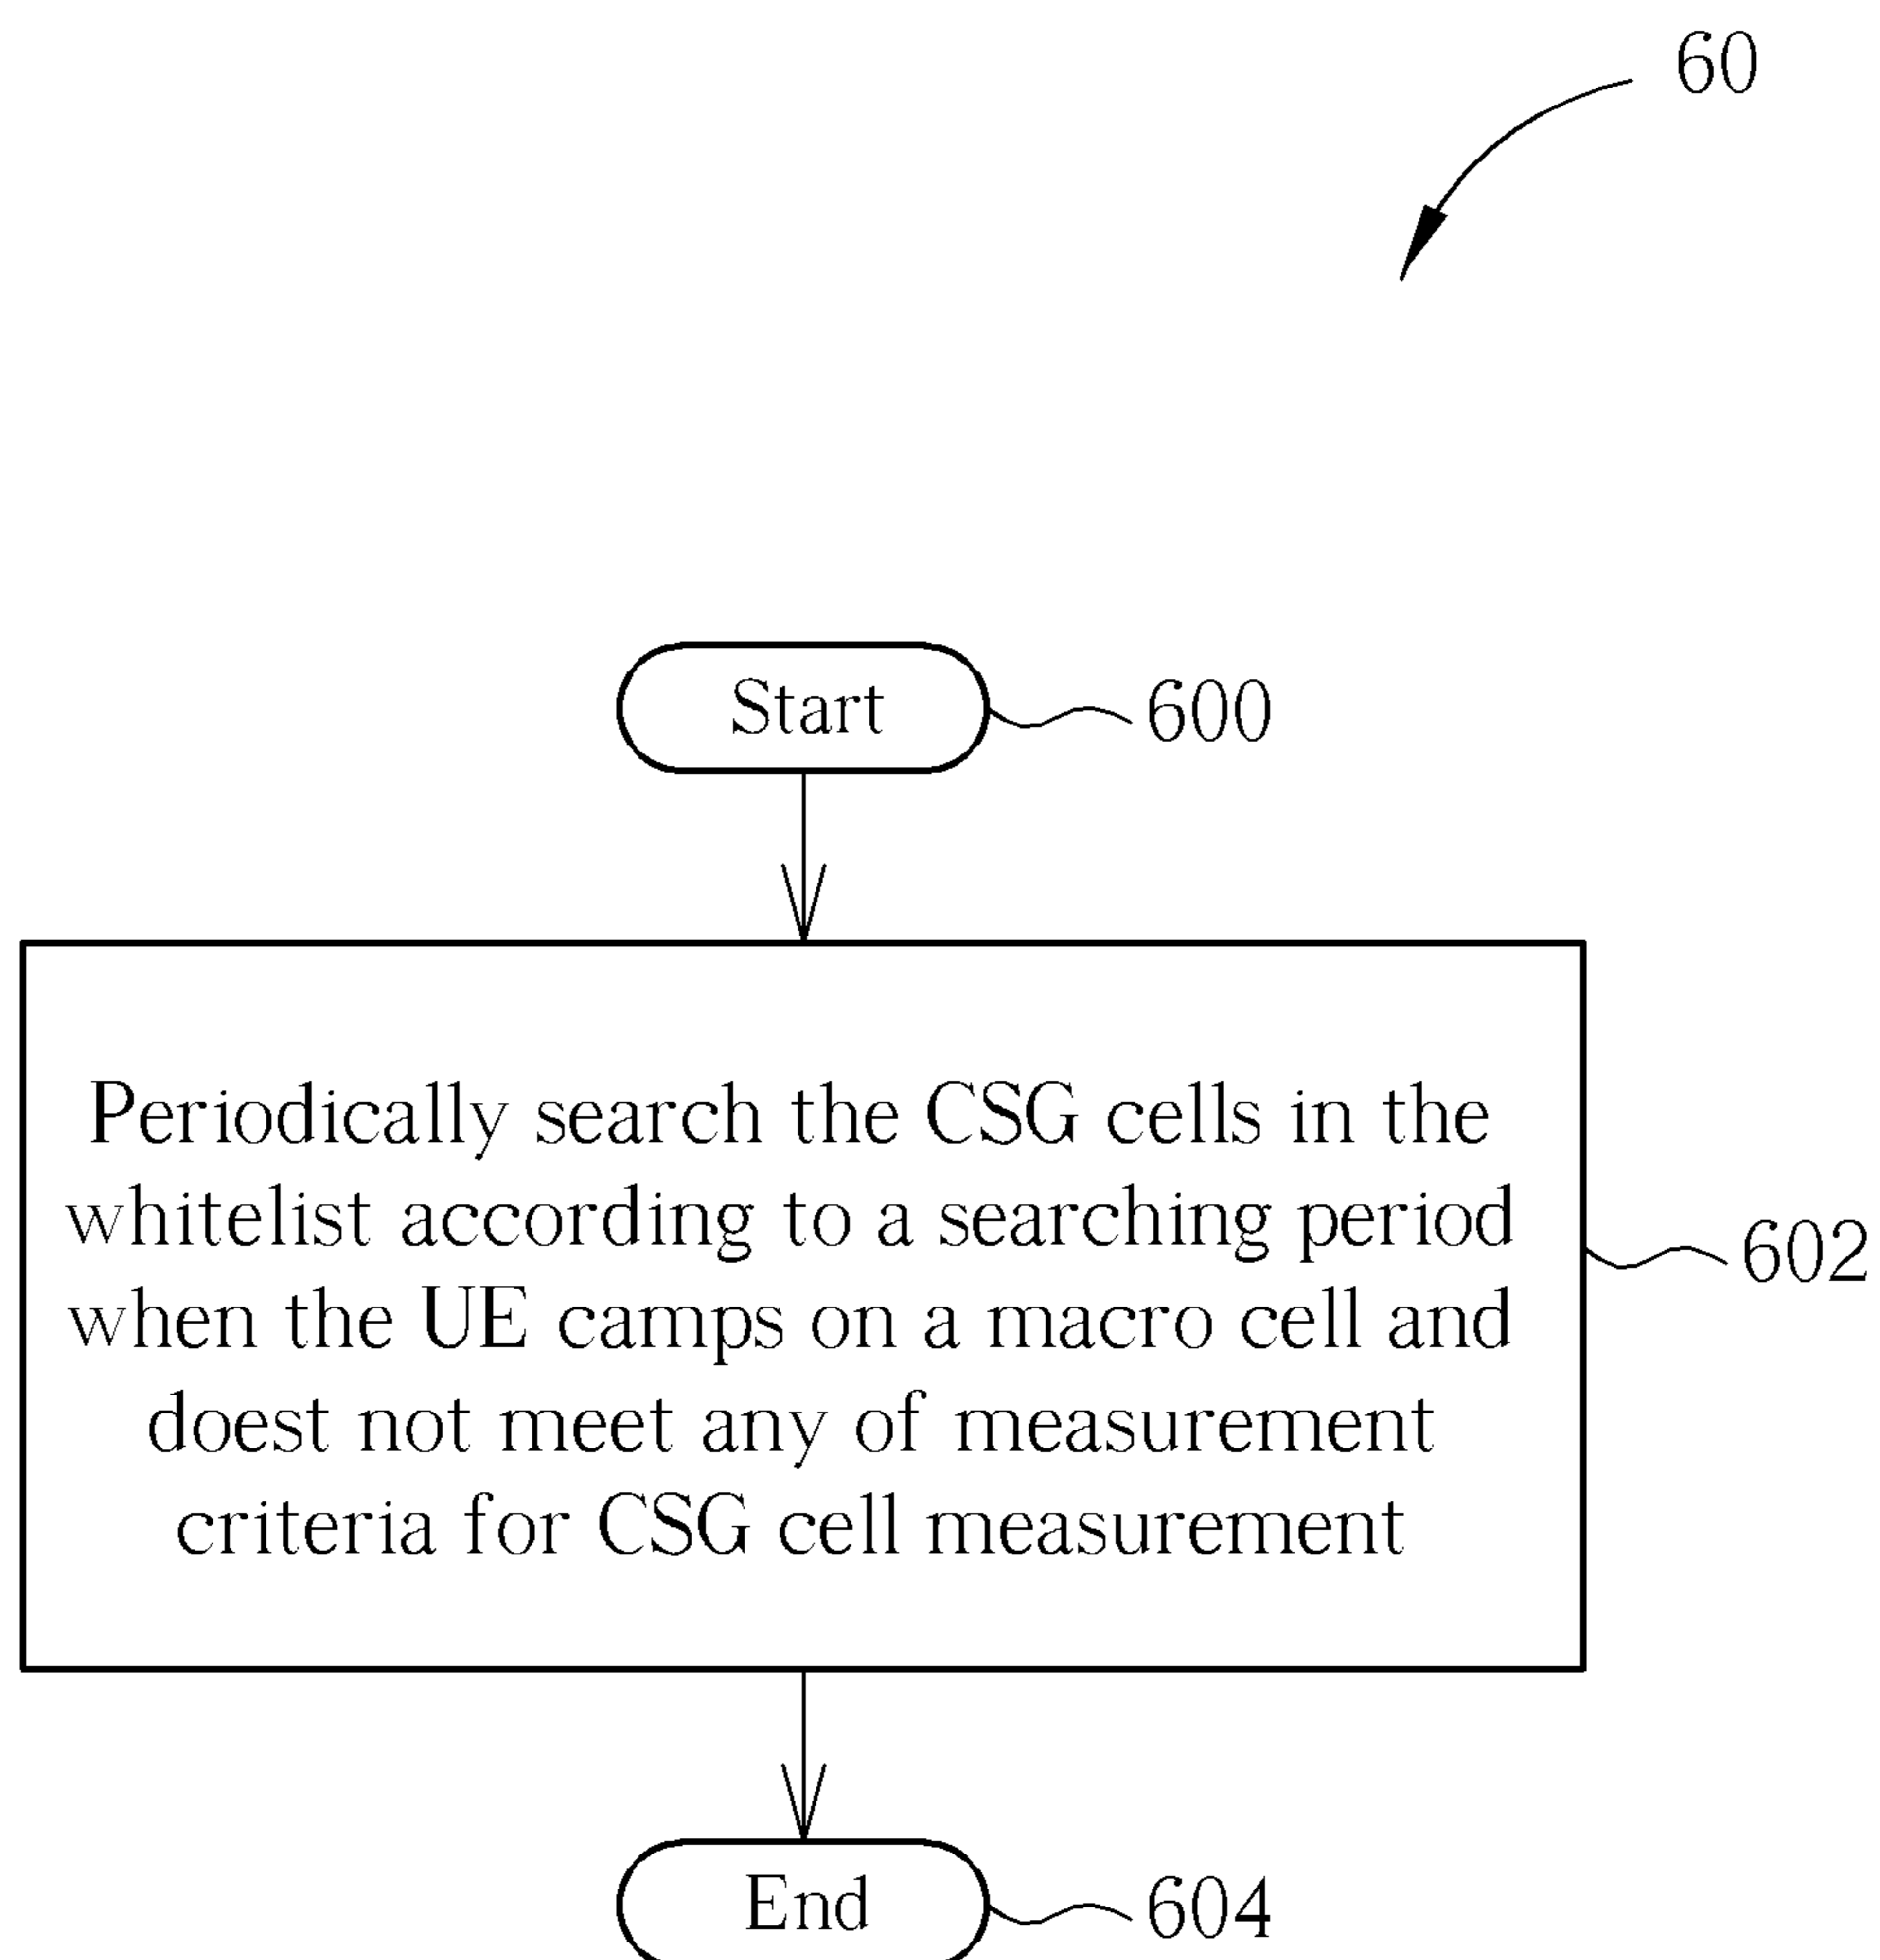 60
Start
600
Periodically search the CSG cells in the
whitelist according to a searching period
when the UE camps on a macro cell and
doest not meet any of measurement
criteria for CSG cell measurement
602
End
604